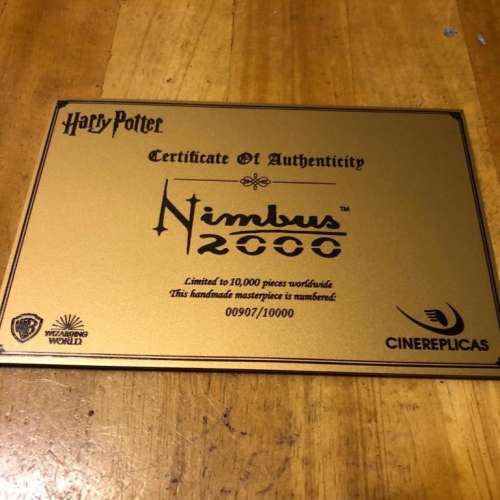 Harry Potter
Certificate Of Authenticity
Nimbus™
2000
Limited to 10,000 pieces worldwide
This handmade masterpiece is numbered:
00907/10000
WB
WIZARDING
WORLD
CINEREPLICAS